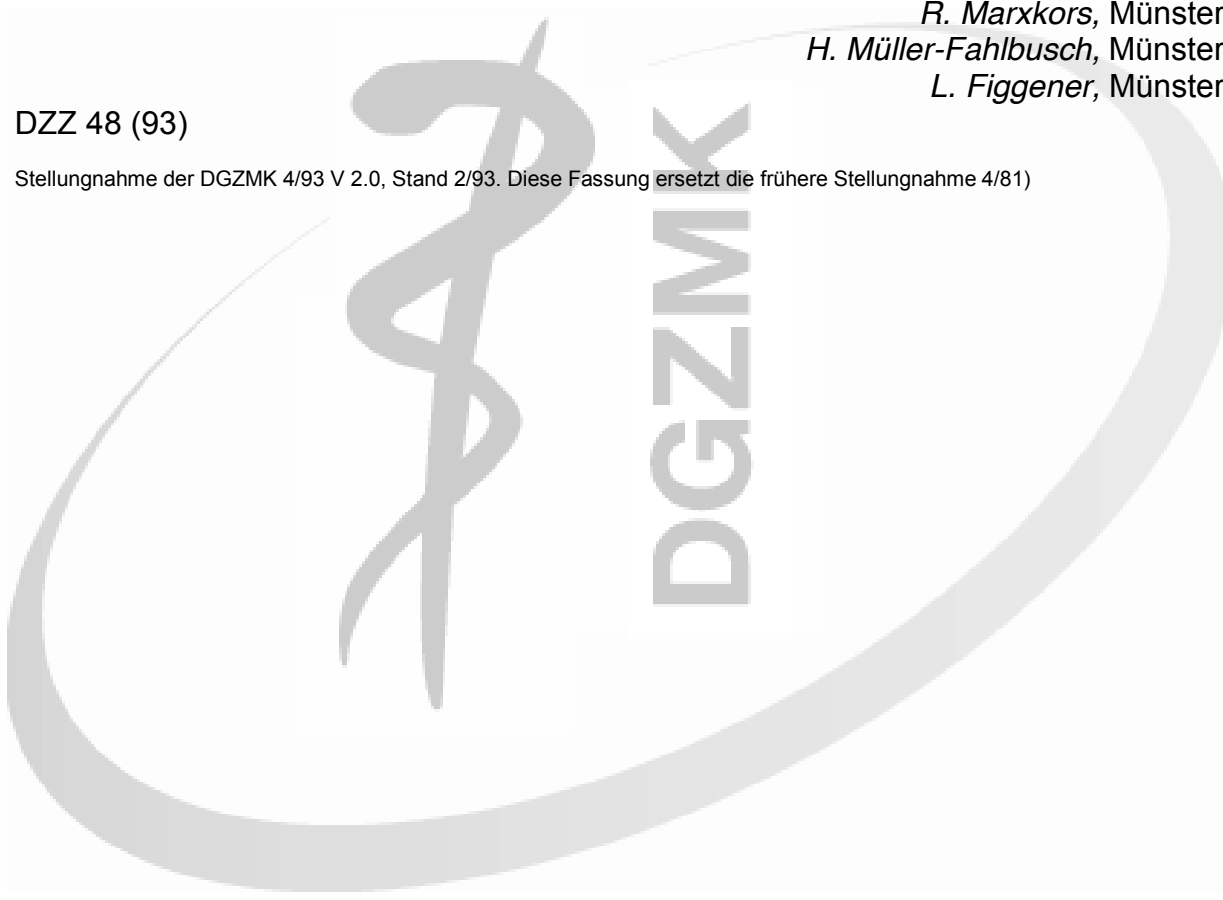 R. Marxkors, Münster
H. Müller-Fahlbusch, Münster
L. Figgener, Münster
DZZ 48 (93)
Stellungnahme der DGZMK 4/93 V 2.0, Stand 2/93. Diese Fassung ersetzt die frühere Stellungnahme 4/81)
DGZMK